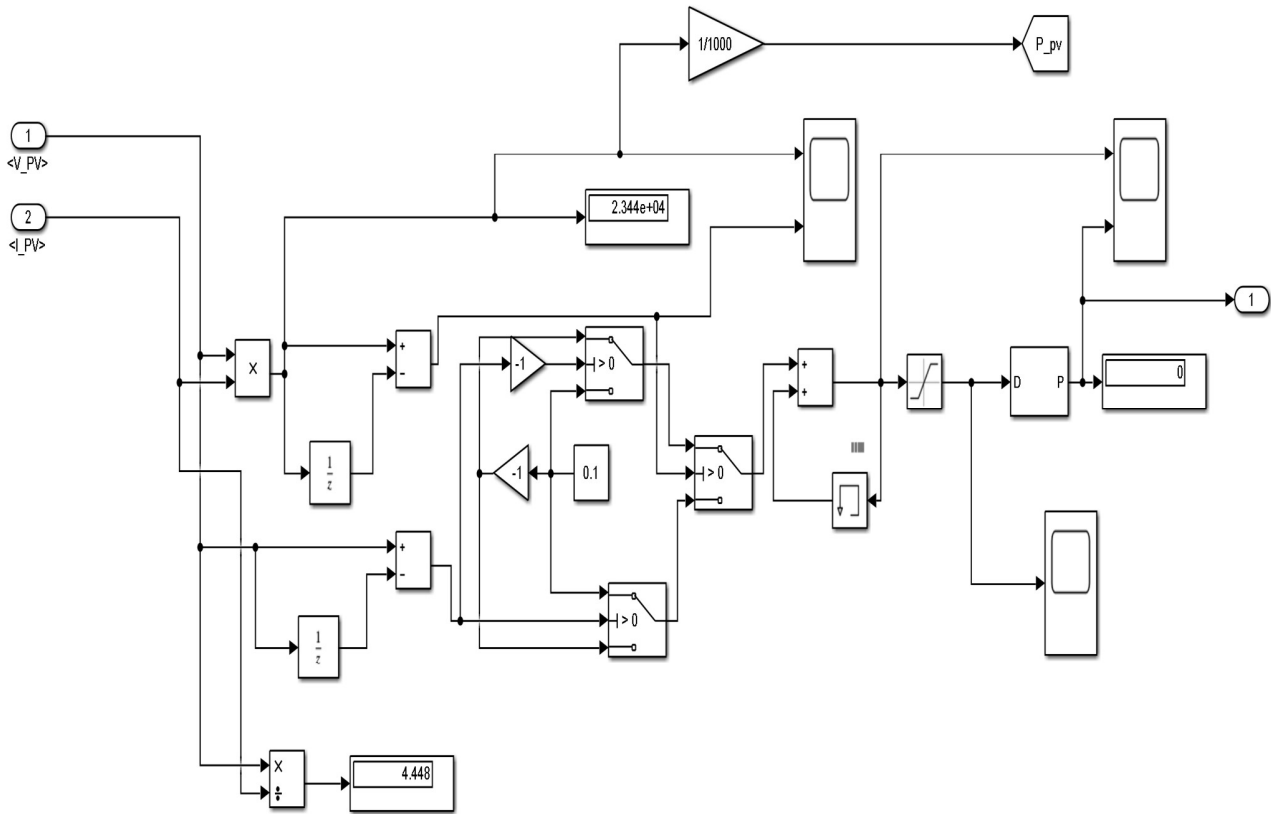 1/1000
P_pv
1
<V_PV>
2
<I_PV>
2.344e+04
×
+
−
-1
> 0
1
D
P
0
+
+
1
z
-1
0.1
> 0
+
−
> 0
1
z
×
÷
4.448